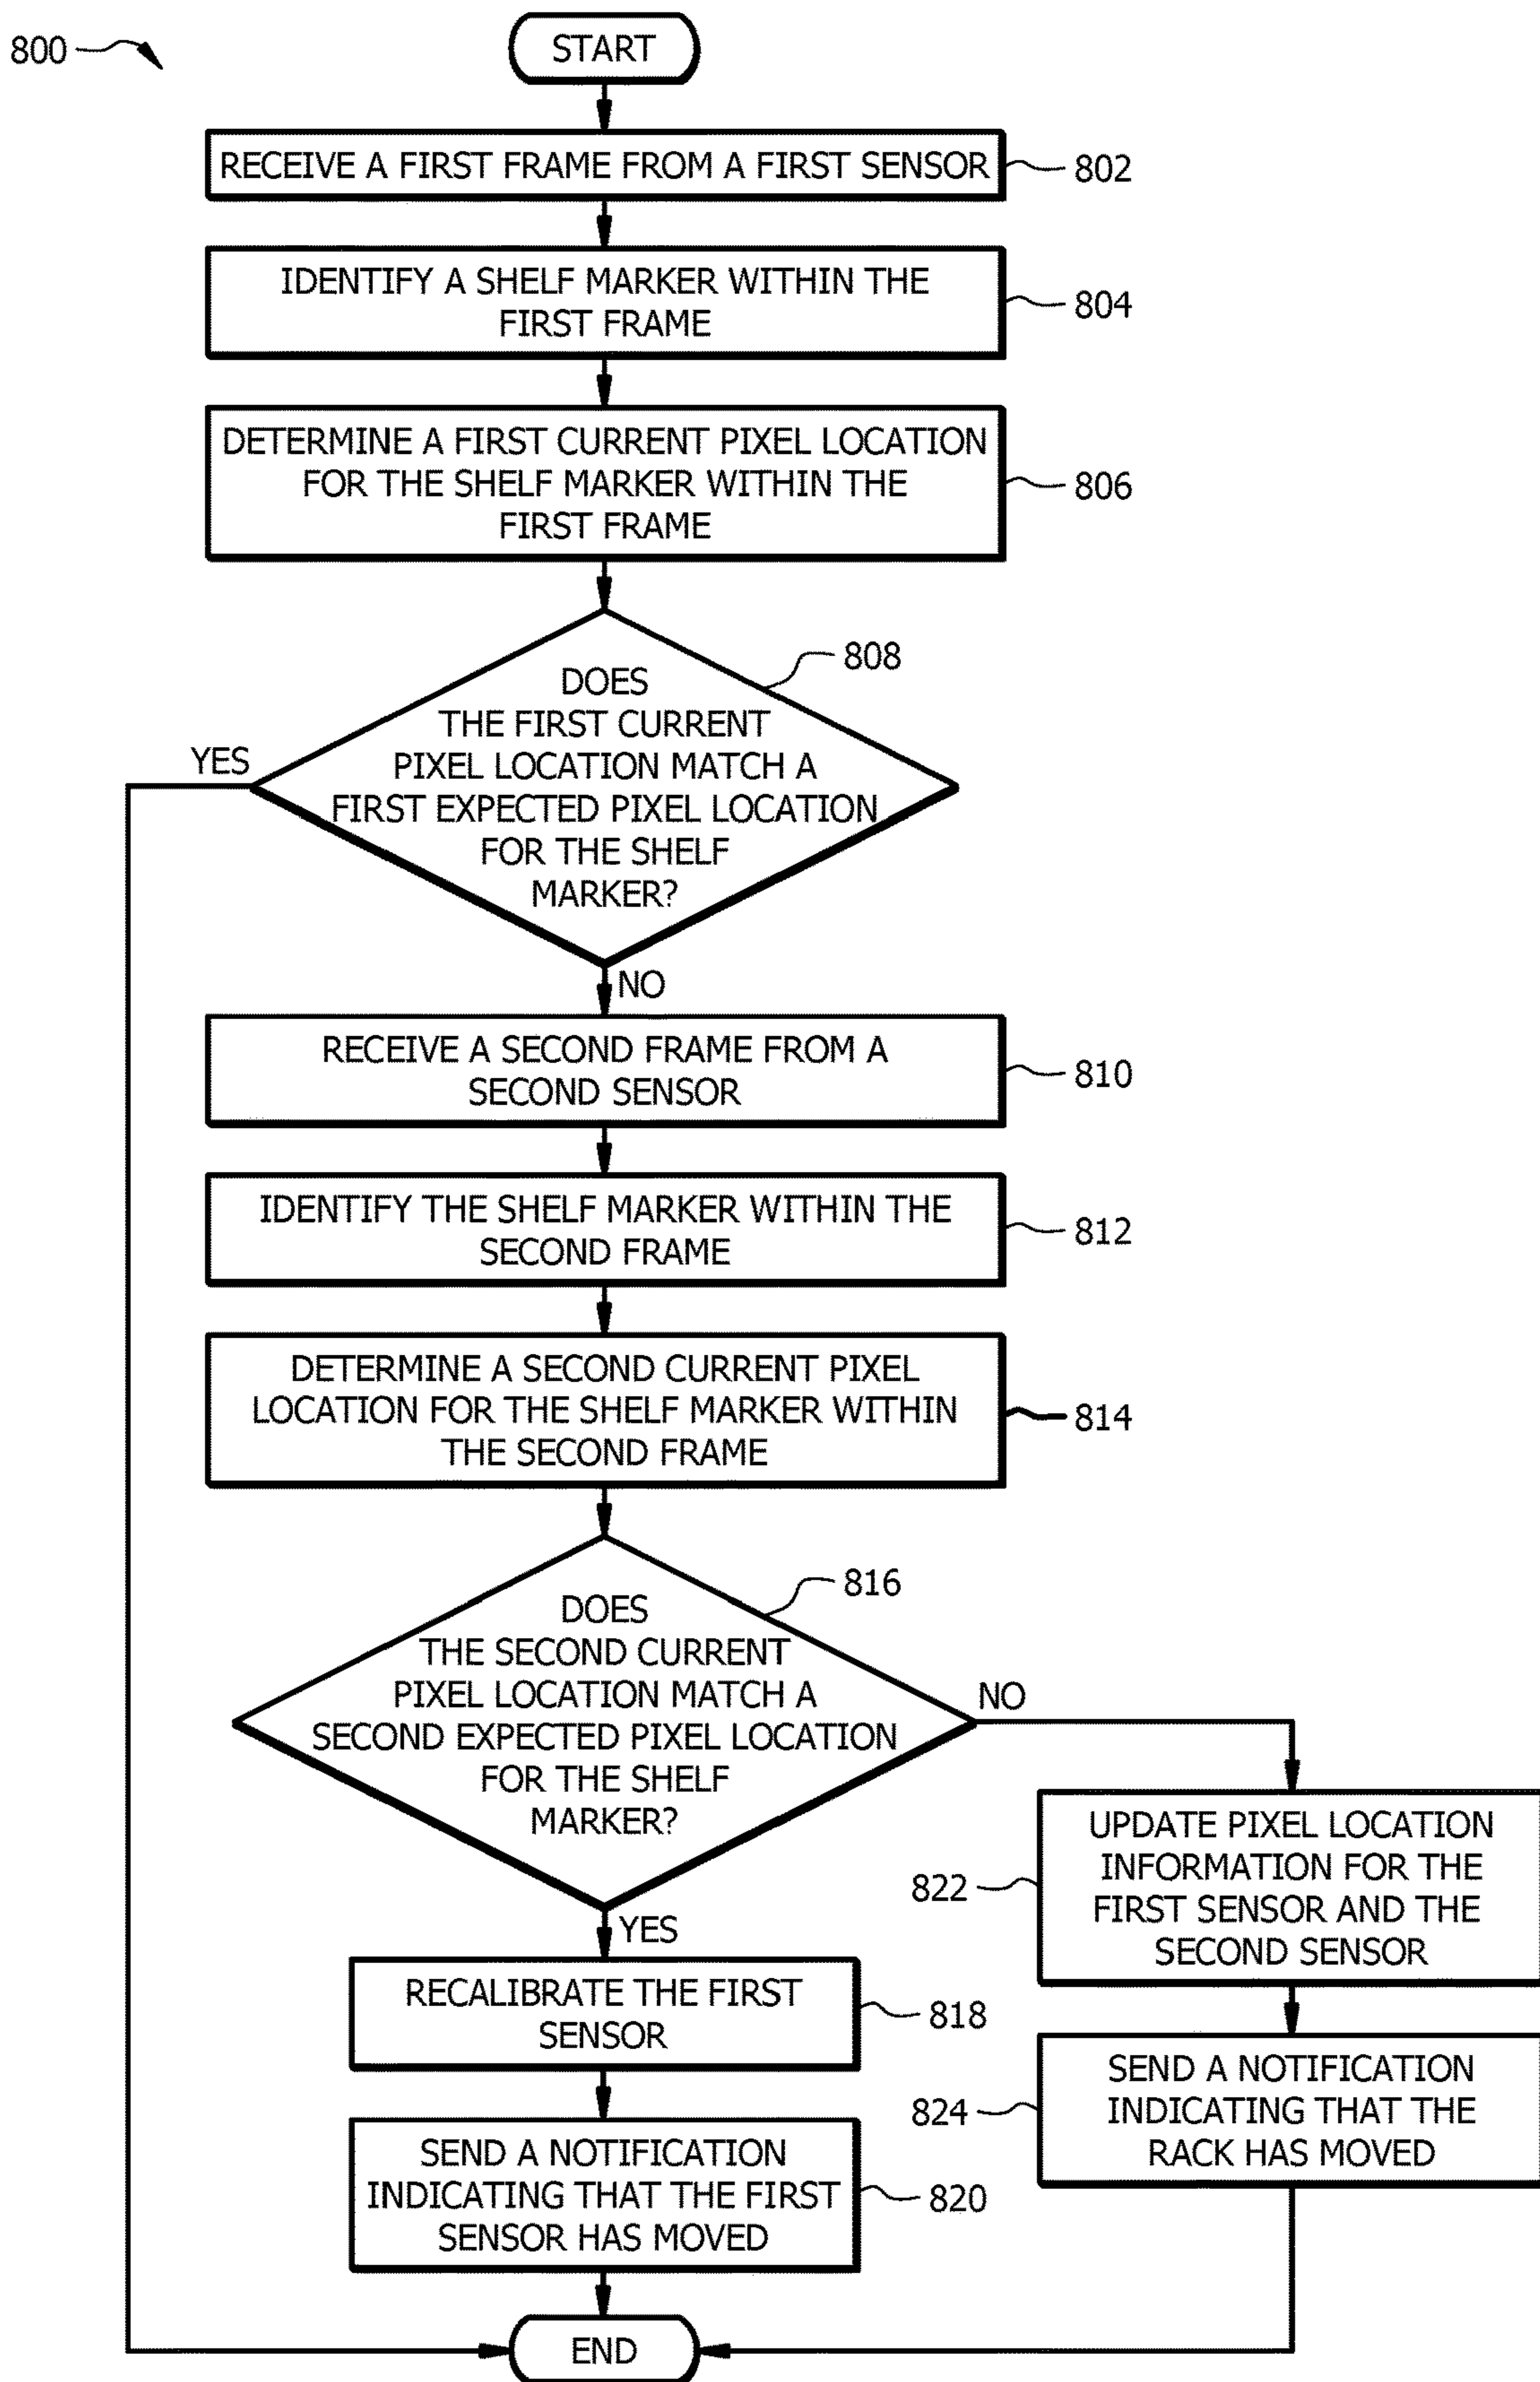 800
START
RECEIVE A FIRST FRAME FROM A FIRST SENSOR
802
IDENTIFY A SHELF MARKER WITHIN THE
FIRST FRAME
804
DETERMINE A FIRST CURRENT PIXEL LOCATION
FOR THE SHELF MARKER WITHIN THE
FIRST FRAME
806
DOES
THE FIRST CURRENT
PIXEL LOCATION MATCH A
FIRST EXPECTED PIXEL LOCATION
FOR THE SHELF
MARKER?
808
YES
NO
RECEIVE A SECOND FRAME FROM A
SECOND SENSOR
810
IDENTIFY THE SHELF MARKER WITHIN THE
SECOND FRAME
812
DETERMINE A SECOND CURRENT PIXEL
LOCATION FOR THE SHELF MARKER WITHIN
THE SECOND FRAME
814
DOES
THE SECOND CURRENT
PIXEL LOCATION MATCH A
SECOND EXPECTED PIXEL LOCATION
FOR THE SHELF
MARKER?
816
NO
YES
UPDATE PIXEL LOCATION
INFORMATION FOR THE
FIRST SENSOR AND THE
SECOND SENSOR
822
RECALIBRATE THE FIRST
SENSOR
818
SEND A NOTIFICATION
INDICATING THAT THE
RACK HAS MOVED
824
SEND A NOTIFICATION
INDICATING THAT THE FIRST
SENSOR HAS MOVED
820
END